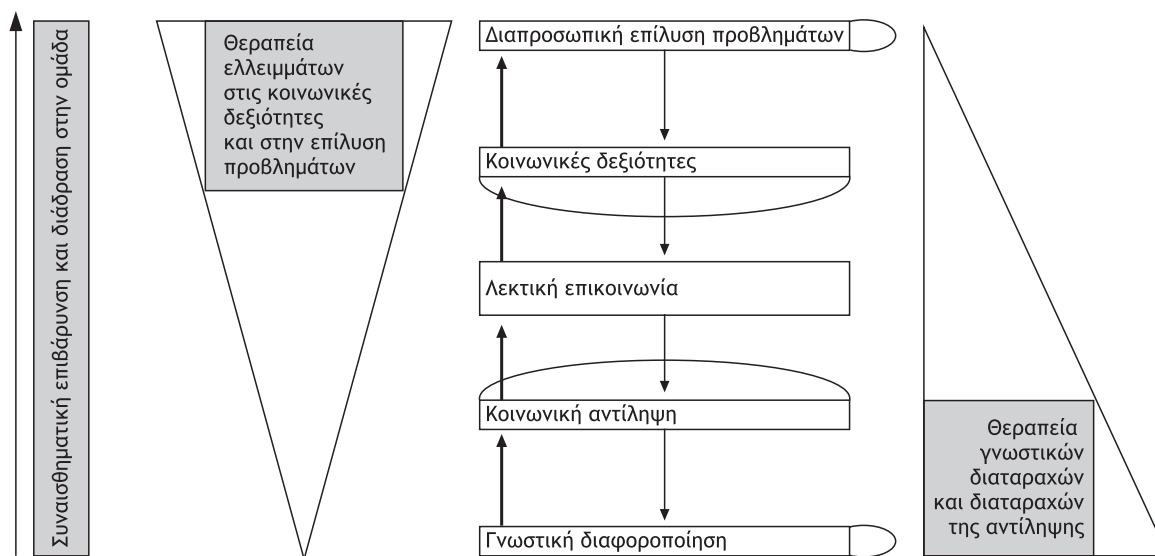 Συναισθηματική επιβάρυνση και διάδραση στην ομάδα
Θεραπεία
ελλειμμάτων
στις κοινωνικές
δεξιότητες
και στην επίλυση
προβλημάτων
Διαπροσωπική επίλυση προβλημάτων
Κοινωνικές δεξιότητες
Λεκτική επικοινωνία
Κοινωνική αντίληψη
Γνωστική διαφοροποίηση
Θεραπεία
γνωστικών
διαταραχών
και διαταραχών
της αντίληψης